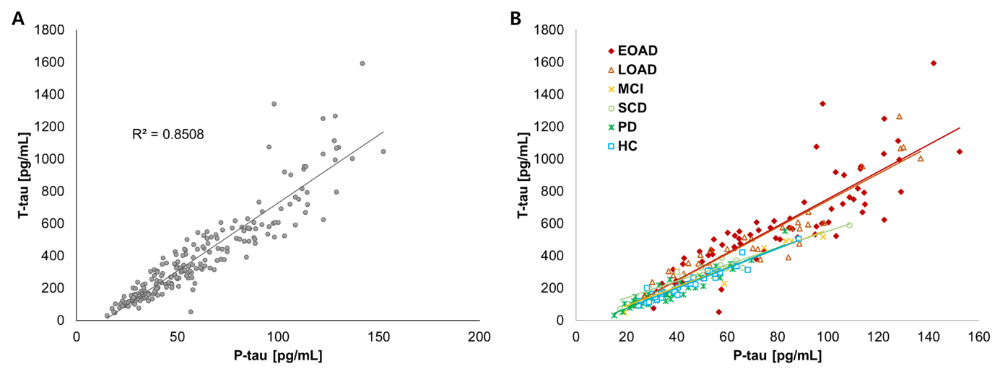 A
1800
1600
1400
1200
1000
800
600
400
200
0
T-tau [pg/mL]
R² = 0.8508
0 50 100 150 200
P-tau [pg/mL]
B
1800
1600
1400
1200
1000
800
600
400
200
0
T-tau [pg/mL]
EOAD
LOAD
MCI
SCD
PD
HC
0 20 40 60 80 100 120 140 160
P-tau [pg/mL]